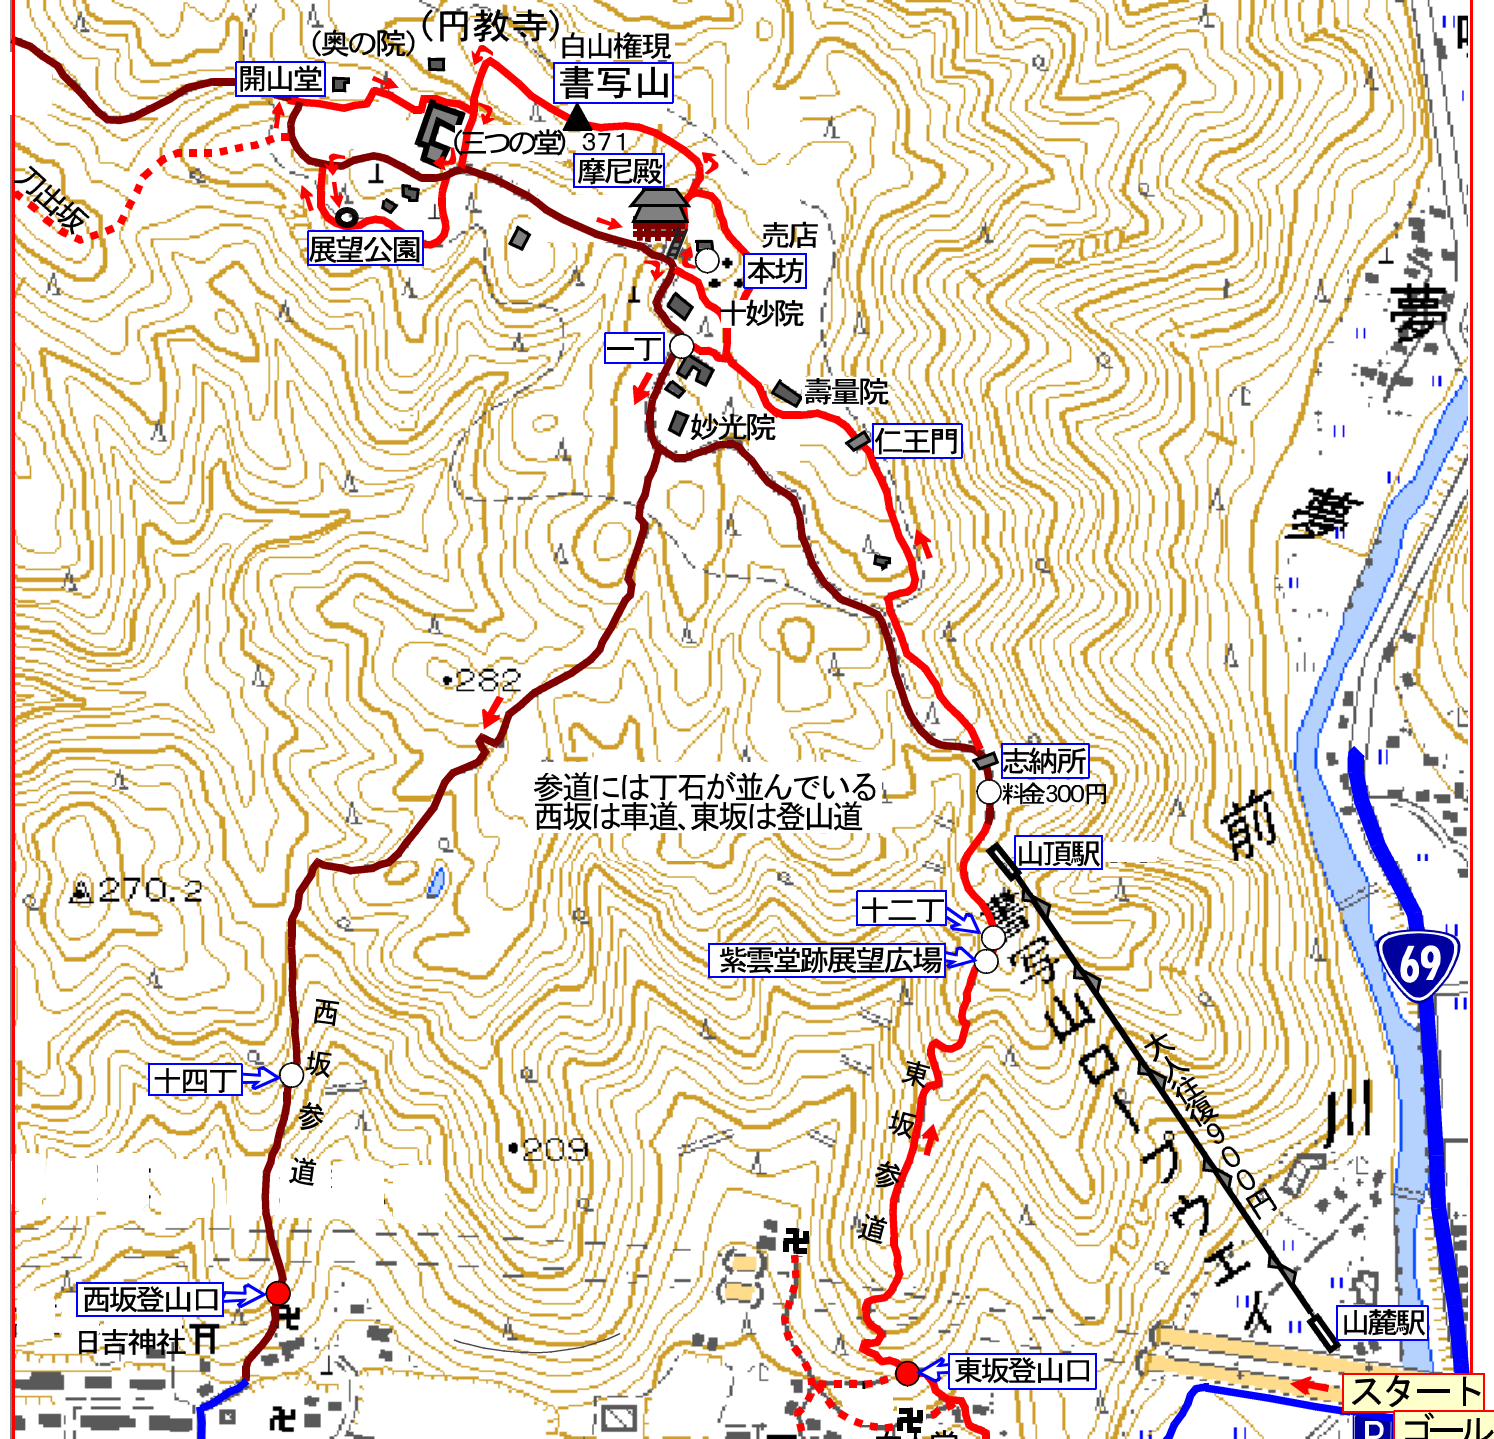 (円教寺)
(奥の院)
白山権現
開山堂
書写山
(三つの堂)
371
摩尼殿
刀出坂
展望公園
売店
本坊
十妙院
一丁
壽量院
妙光院
仁王門
夢
前
川
282
志納所
料金300円
参道には丁石が並んでいる
西坂は車道、東坂は登山道
山頂駅
270.2
十二丁
紫雲堂跡展望広場
69
書写山ロープウエイ
大人往復900円
西坂参道
十四丁
東坂参道
209
西坂登山口
日吉神社
山麓駅
東坂登山口
スタート
P
ゴール